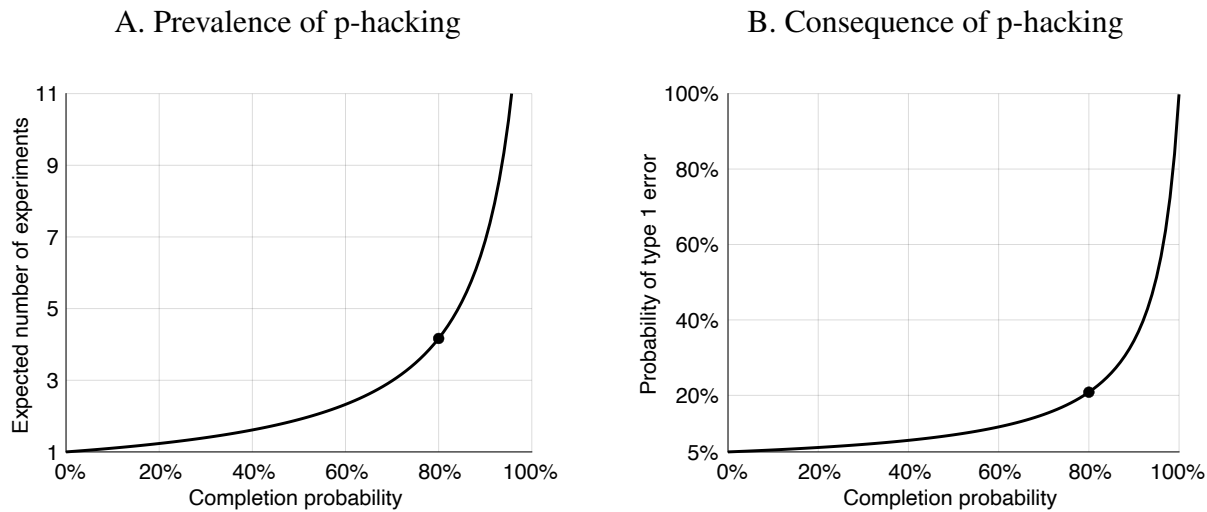 A. Prevalence of p-hacking
11
9
7
5
3
1
Expected number of experiments
0% 20% 40% 60% 80% 100%
Completion probability
B. Consequence of p-hacking
100%
80%
60%
40%
20%
5%
Probability of type 1 error
0% 20% 40% 60% 80% 100%
Completion probability